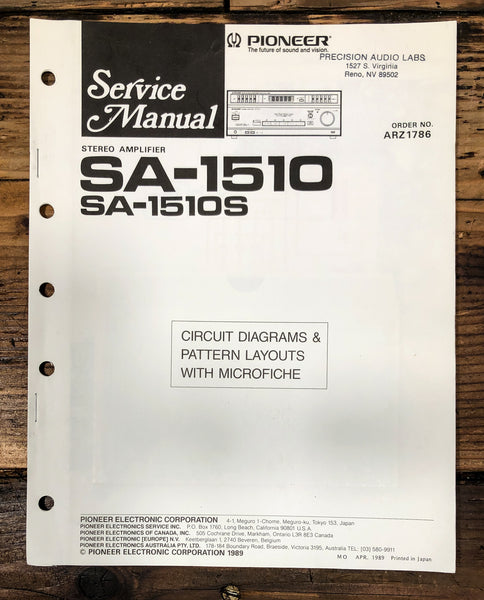 PIONEER®
The future of sound and vision.
PRECISION AUDIO LABS
1527 S. Virginia
Reno, NV 89502
Service
Manual
ORDER NO.
ARZ1786
STEREO AMPLIFIER
SA-1510
SA-1510S
CIRCUIT DIAGRAMS &
PATTERN LAYOUTS
WITH MICROFICHE
PIONEER ELECTRONIC CORPORATION 4-1, Meguro 1-Chome, Meguro-ku, Tokyo 153, Japan
PIONEER ELECTRONICS SERVICE INC. P.O. Box 1760, Long Beach, California 90801 U.S.A.
PIONEER ELECTRONICS OF CANADA, INC. 505 Cochrane Drive, Markham, Ontario L3R 8E3 Canada
PIONEER ELECTRONIC [EUROPE] N.V. Keetberglaan 1, 2740 Beveren, Belgium
PIONEER ELECTRONICS AUSTRALIA PTY. LTD. 178-184 Boundary Road, Braeside, Victoria 3195, Australia TEL: [03] 580-9911
© PIONEER ELECTRONIC CORPORATION 1989
MO APR. 1989 Printed in Japan